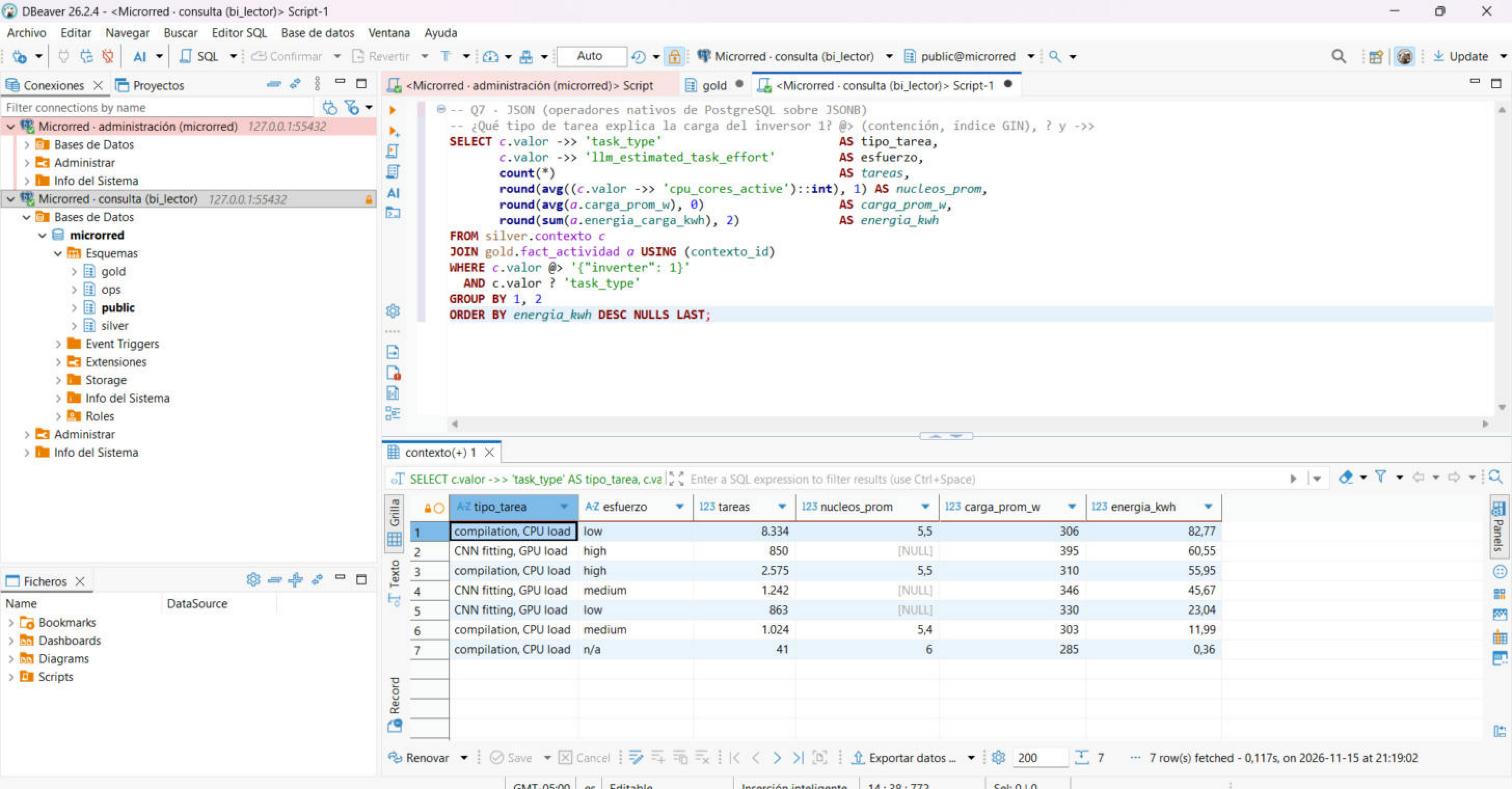 DBeaver 26.2.4 - <Microrred - consulta (bi_lector)> Script-1
Archivo Editar Navegar Buscar Editor SQL Base de datos Ventana Ayuda
AI SQL Confirmar Revertir Auto Microrred - consulta (bi_lector) public@microrred Update
Conexiones Proyectos
Filter connections by name
Microrred - administración (microrred) 127.0.0.1:55432
Bases de Datos
Administrar
Info del Sistema
Microrred - consulta (bi_lector) 127.0.0.1:55432
Bases de Datos
microrred
Esquemas
gold
ops
public
silver
Event Triggers
Extensiones
Storage
Info del Sistema
Roles
Administrar
Info del Sistema
Ficheros
Name DataSource
Bookmarks
Dashboards
Diagrams
Scripts
<Microrred - administración (microrred)> Script gold <Microrred - consulta (bi_lector)> Script-1
AI
-- Q7 · JSON (operadores nativos de PostgreSQL sobre JSONB)
-- ¿Qué tipo de tarea explica la carga del inversor 1? @> (contención, índice GIN), ? y ->>
SELECT c.valor ->> 'task_type' AS tipo_tarea,
c.valor ->> 'llm_estimated_task_effort' AS esfuerzo,
count(*) AS tareas,
round(avg((c.valor ->> 'cpu_cores_active')::int), 1) AS nucleos_prom,
round(avg(a.carga_prom_w), 0) AS carga_prom_w,
round(sum(a.energia_carga_kwh), 2) AS energia_kwh
FROM silver.contexto c
JOIN gold.fact_actividad a USING (contexto_id)
WHERE c.valor @> '{"inverter": 1}'
AND c.valor ? 'task_type'
GROUP BY 1, 2
ORDER BY energia_kwh DESC NULLS LAST;
contexto(+) 1
SELECT c.valor ->> 'task_type' AS tipo_tarea, c.va Enter a SQL expression to filter results (use Ctrl+Space)
Grilla
Texto
Record
Panels
A-Z tipo_tarea A-Z esfuerzo 123 tareas 123 nucleos_prom 123 carga_prom_w 123 energia_kwh
1 compilation, CPU load low 8.334 5,5 306 82,77
2 CNN fitting, GPU load high 850 [NULL] 395 60,55
3 compilation, CPU load high 2.575 5,5 310 55,95
4 CNN fitting, GPU load medium 1.242 [NULL] 346 45,67
5 CNN fitting, GPU load low 863 [NULL] 330 23,04
6 compilation, CPU load medium 1.024 5,4 303 11,99
7 compilation, CPU load n/a 41 6 285 0,36
Renovar Save Cancel Exportar datos ... 200 7 ··· 7 row(s) fetched - 0,117s, on 2026-11-15 at 21:19:02
GMT-05:00 es Editable Inserción inteligente 14 : 38 : 772 Sel: 0 | 0